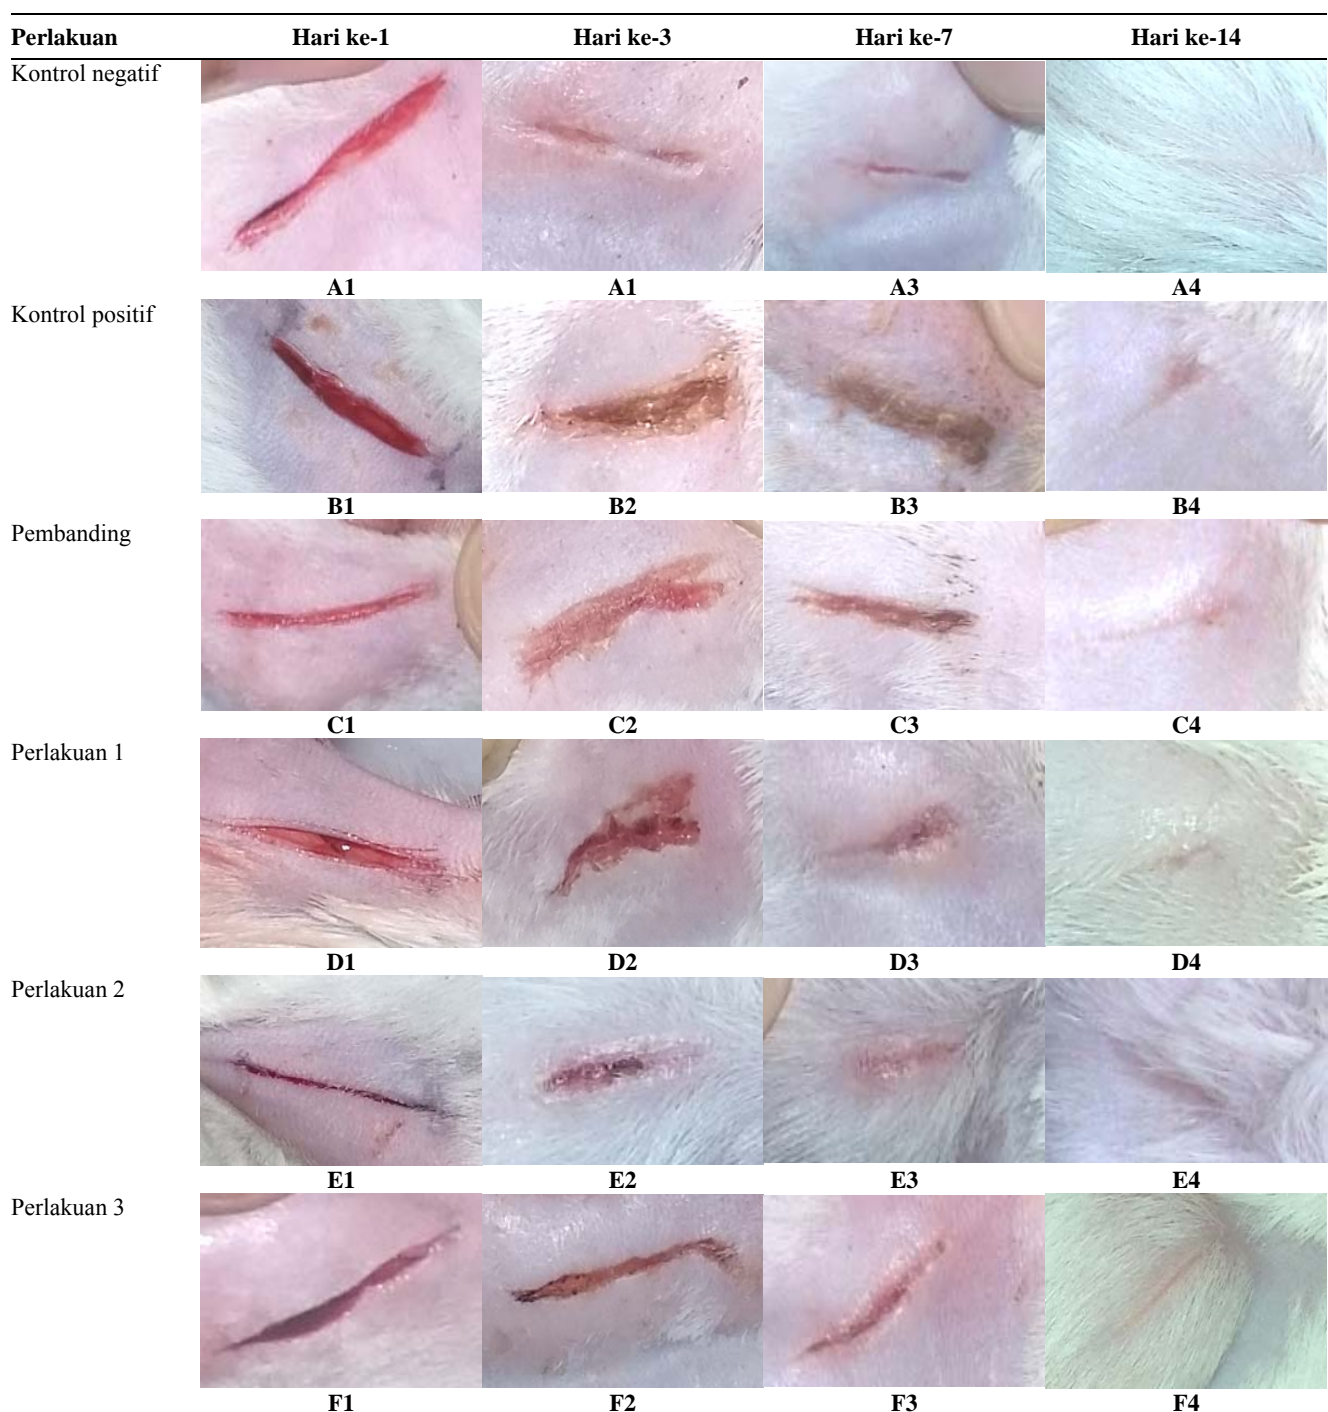 Perlakuan Hari ke-1 Hari ke-3 Hari ke-7 Hari ke-14
Kontrol negatif
A1 A1 A3 A4
Kontrol positif
B1 B2 B3 B4
Pembanding
C1 C2 C3 C4
Perlakuan 1
D1 D2 D3 D4
Perlakuan 2
E1 E2 E3 E4
Perlakuan 3
F1 F2 F3 F4